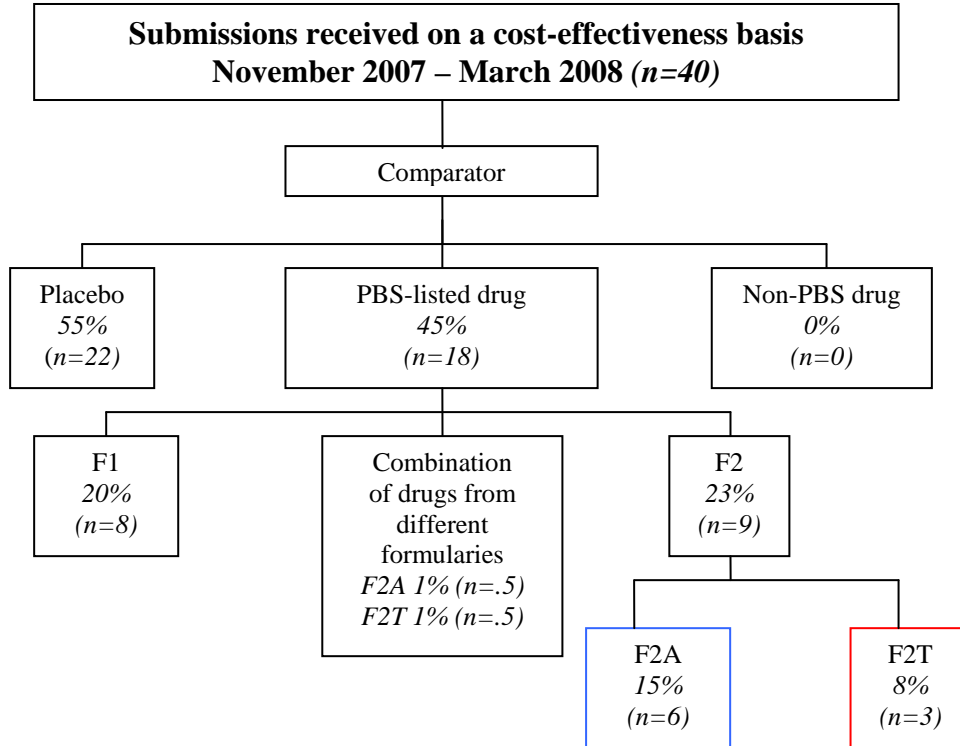 Submissions received on a cost-effectiveness basis
November 2007 – March 2008 (n=40)
Comparator
Placebo
55%
(n=22)
PBS-listed drug
45%
(n=18)
Non-PBS drug
0%
(n=0)
F1
20%
(n=8)
Combination
of drugs from
different
formularies
F2A 1% (n=.5)
F2T 1% (n=.5)
F2
23%
(n=9)
F2A
15%
(n=6)
F2T
8%
(n=3)